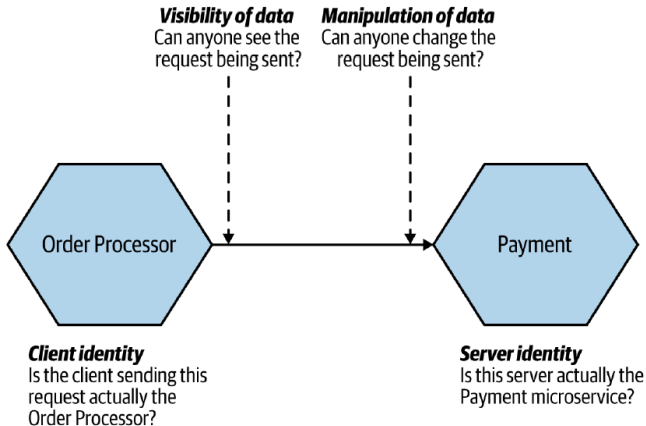 Visibility of data
Can anyone see the
request being sent?
Manipulation of data
Can anyone change the
request being sent?
Order Processor
Payment
Client identity
Is the client sending this
request actually the
Order Processor?
Server identity
Is this server actually the
Payment microservice?